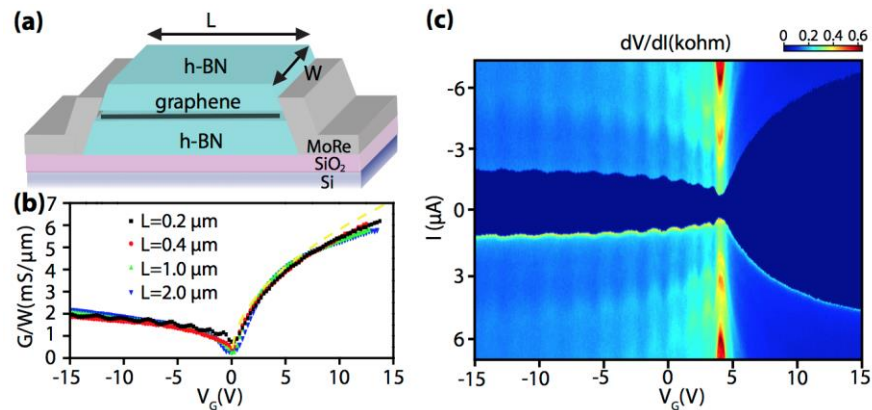 (a)
L
W
h-BN
graphene
h-BN
MoRe
SiO₂
Si
(b)
G/W(mS/μm)
7
6
5
4
3
2
1
0
L=0.2 μm
L=0.4 μm
L=1.0 μm
L=2.0 μm
-15 -10 -5 0 5 10 15
V_G(V)
(c)
dV/dI(kohm)
0 0.2 0.4 0.6
I (μA)
-6
-3
0
3
6
-15 -10 -5 0 5 10 15
V_G(V)